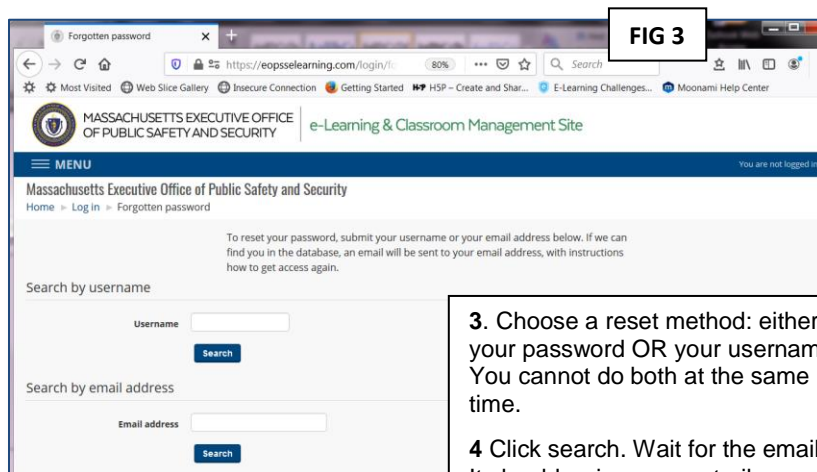 FIG 3
Forgotten password
https://eopsselearning.com/login/fo
80%
Search
Most Visited Web Slice Gallery Insecure Connection Getting Started H5P – Create and Shar... E-Learning Challenges... Moonami Help Center
MASSACHUSETTS EXECUTIVE OFFICE
OF PUBLIC SAFETY AND SECURITY
e-Learning & Classroom Management Site
MENU
You are not logged in
Massachusetts Executive Office of Public Safety and Security
Home Log in Forgotten password
To reset your password, submit your username or your email address below. If we can
find you in the database, an email will be sent to your email address, with instructions
how to get access again.
Search by username
Username
Search
Search by email address
Email address
Search
3. Choose a reset method: either
your password OR your usernam
You cannot do both at the same
time.
4 Click search. Wait for the email